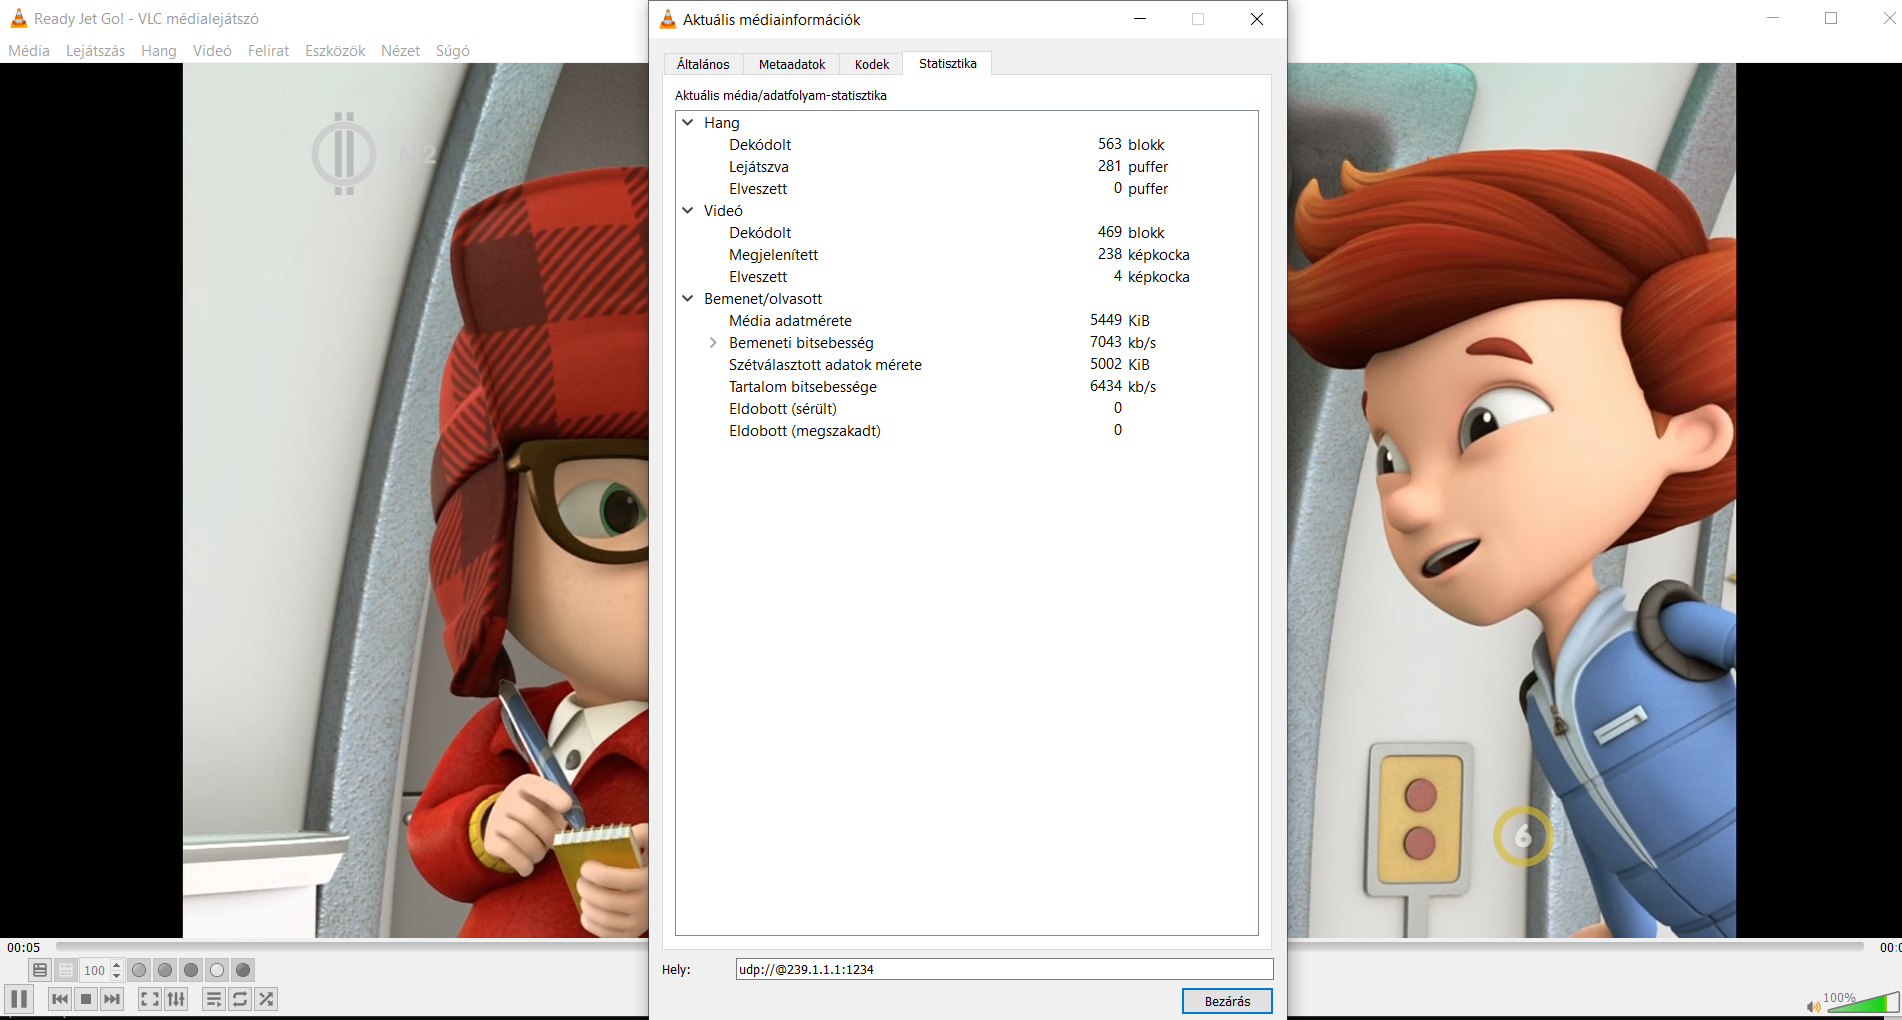 Ready Jet Go! - VLC médialejátszó
Média Lejátszás Hang Videó Felirat Eszközök Nézet Súgó
M2
Aktuális médiainformációk
Általános Metaadatok Kodek Statisztika
Aktuális média/adatfolyam-statisztika
Hang
Dekódolt 563 blokk
Lejátszva 281 puffer
Elveszett 0 puffer
Videó
Dekódolt 469 blokk
Megjelenített 238 képkocka
Elveszett 4 képkocka
Bemenet/olvasott
Média adatmérete 5449 KiB
Bemeneti bitsebesség 7043 kb/s
Szétválasztott adatok mérete 5002 KiB
Tartalom bitsebessége 6434 kb/s
Eldobott (sérült) 0
Eldobott (megszakadt) 0
6
00:05
100
Hely: udp://@239.1.1.1:1234
Bezárás
100%